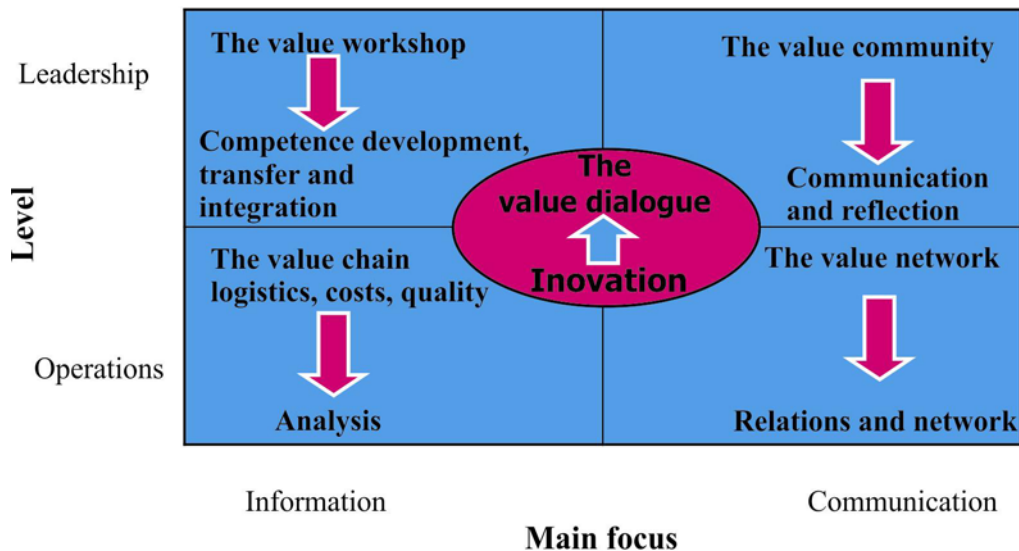 Leadership
The value workshop
Competence development,
transfer and
integration
The value community
Communication
and reflection
The
value dialogue
Inovation
Level
Operations
The value chain
logistics, costs, quality
Analysis
The value network
Relations and network
Information
Communication
Main focus